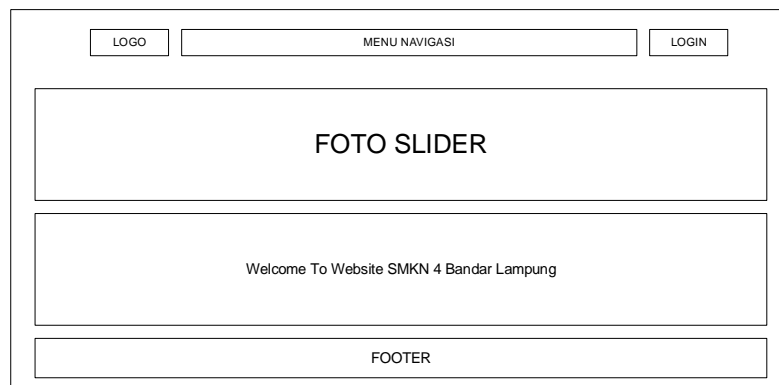 LOGO MENU NAVIGASI LOGIN
FOTO SLIDER
Welcome To Website SMKN 4 Bandar Lampung
FOOTER